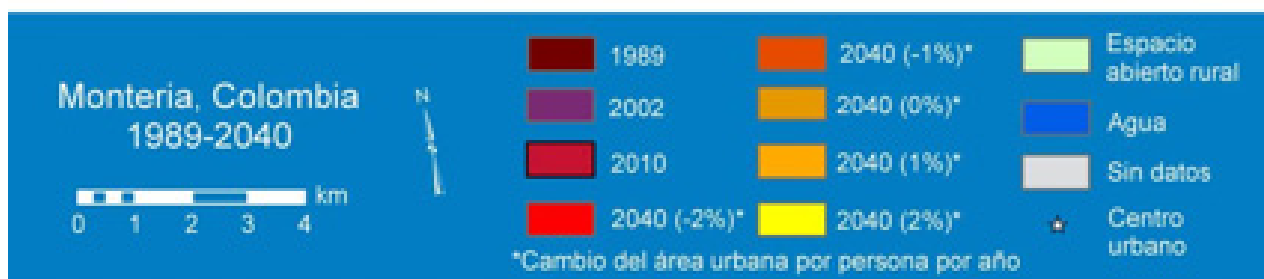 Montería, Colombia
1989-2040
km
0 1 2 3 4
N
1989
2002
2010
2040 (-2%)*
2040 (-1%)*
2040 (0%)*
2040 (1%)*
2040 (2%)*
Espacio
abierto rural
Agua
Sin datos
Centro
urbano
*Cambio del área urbana por persona por año